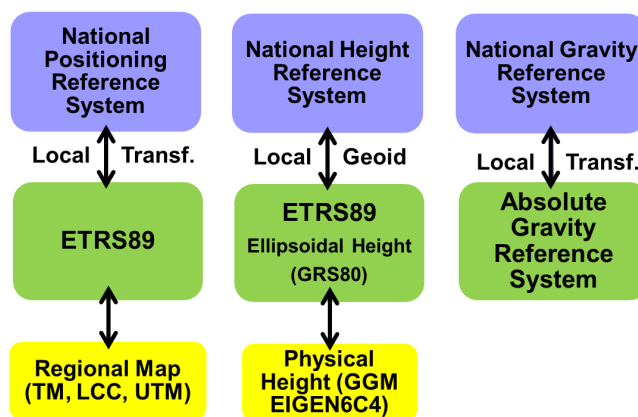 National
Positioning
Reference
System
Local Transf.
ETRS89
Regional Map
(TM, LCC, UTM)
National Height
Reference
System
Local Geoid
ETRS89
Ellipsoidal Height
(GRS80)
Physical
Height (GGM
EIGEN6C4)
National Gravity
Reference
System
Local Transf.
Absolute
Gravity
Reference
System